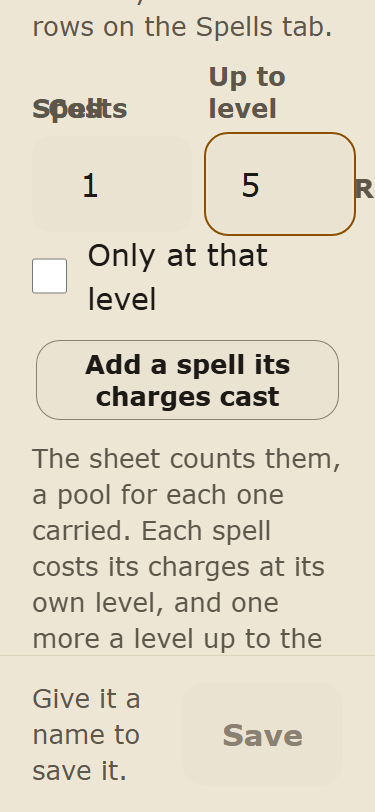 rows on the Spells tab.
Up to
level
Spell
Costs
1
5
R
Only at that
level
Add a spell its
charges cast
The sheet counts them,
a pool for each one
carried. Each spell
costs its charges at its
own level, and one
more a level up to the
Give it a
name to
save it.
Save